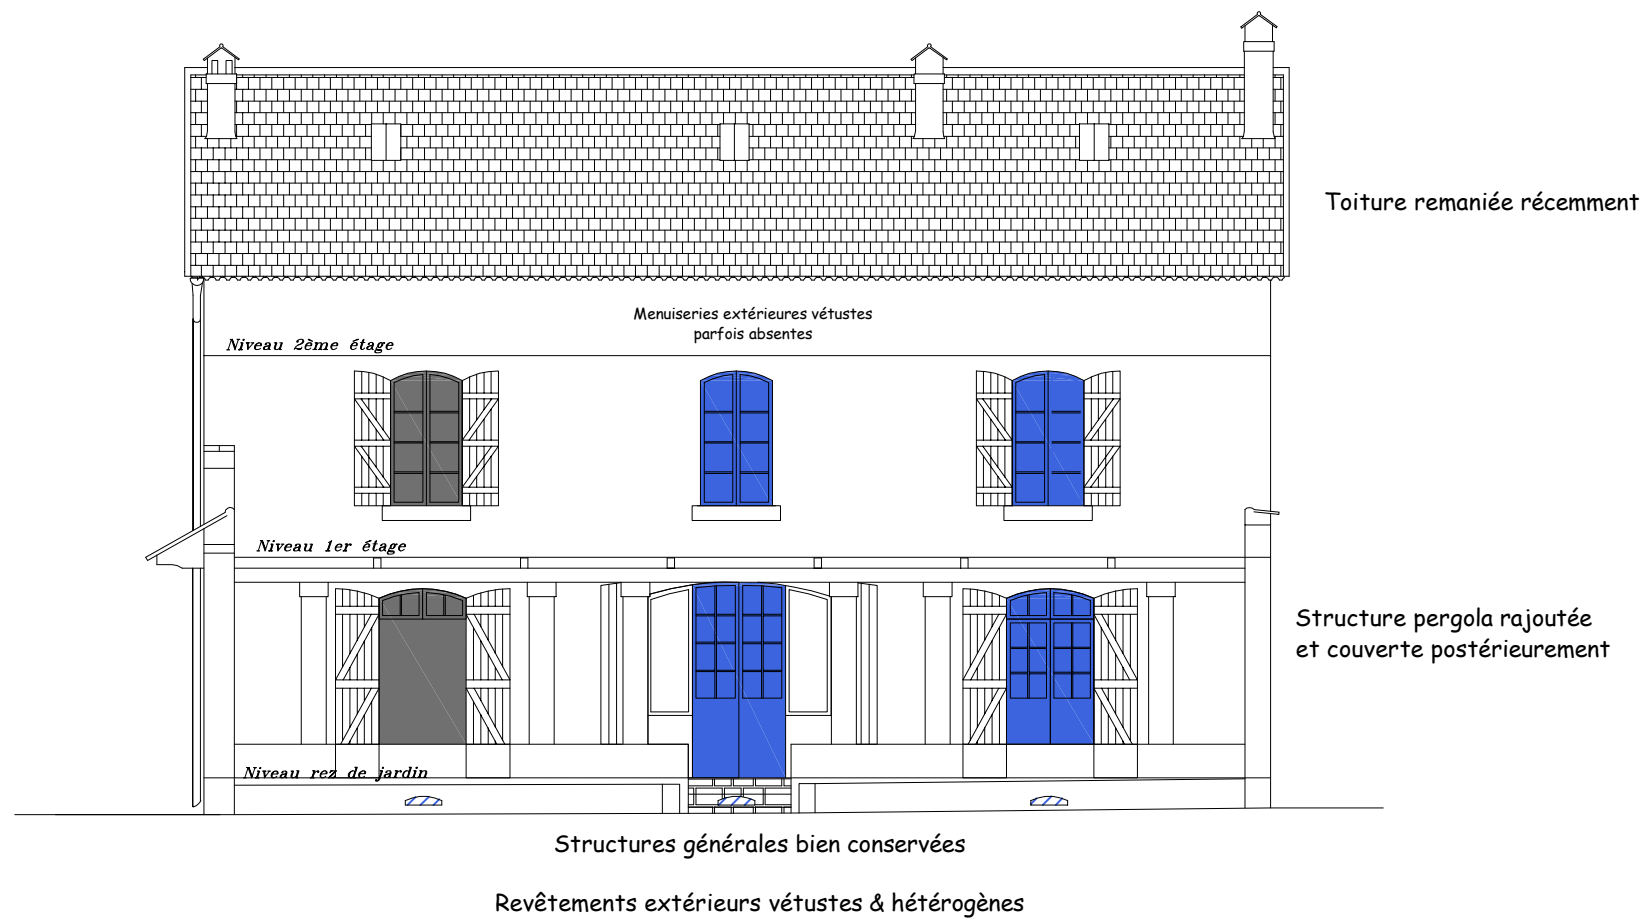 Toiture remaniée récemment
Menuiseries extérieures vétustes
parfois absentes
Niveau 2ème étage
Niveau 1er étage
Structure pergola rajoutée
et couverte postérieurement
Niveau rez de jardin
Structures générales bien conservées
Revêtements extérieurs vétustes & hétérogènes